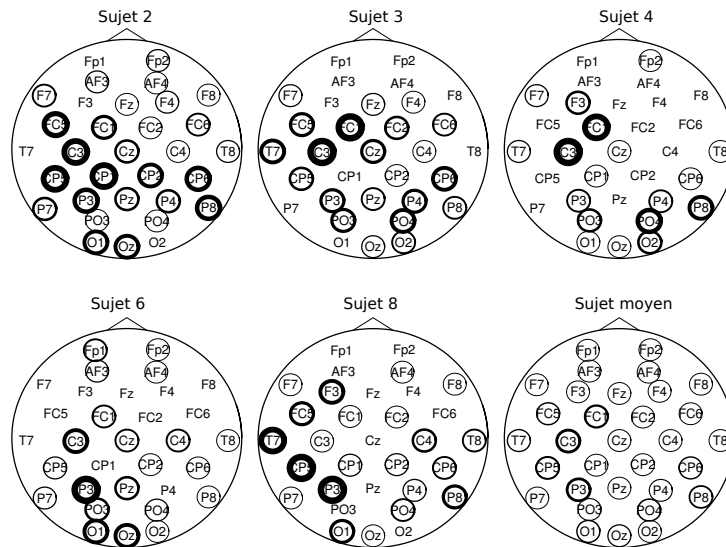 Sujet 2 Sujet 3 Sujet 4
Fp1 Fp2 Fp1 Fp2 Fp1 Fp2
AF3 AF4 AF3 AF4 AF3 AF4
F7 F3 Fz F4 F8 F7 F3 Fz F4 F8 F7 F3 Fz F4 F8
FC5 FC1 FC2 FC6 FC5 FC1 FC2 FC6 FC5 FC1 FC2 FC6
T7 C3 Cz C4 T8 T7 C3 Cz C4 T8 T7 C3 Cz C4 T8
CP5 CP1 CP2 CP6 CP5 CP1 CP2 CP6 CP5 CP1 CP2 CP6
P7 P3 Pz P4 P8 P7 P3 Pz P4 P8 P7 P3 Pz P4 P8
PO3 PO4 PO3 PO4 PO3 PO4
O1 Oz O2 O1 Oz O2 O1 Oz O2
Sujet 6 Sujet 8 Sujet moyen
Fp1 Fp2 Fp1 Fp2 Fp1 Fp2
AF3 AF4 AF3 AF4 AF3 AF4
F7 F3 Fz F4 F8 F7 F3 Fz F4 F8 F7 F3 Fz F4 F8
FC5 FC1 FC2 FC6 FC5 FC1 FC2 FC6 FC5 FC1 FC2 FC6
T7 C3 Cz C4 T8 T7 C3 Cz C4 T8 T7 C3 Cz C4 T8
CP5 CP1 CP2 CP6 CP5 CP1 CP2 CP6 CP5 CP1 CP2 CP6
P7 P3 Pz P4 P8 P7 P3 Pz P4 P8 P7 P3 Pz P4 P8
PO3 PO4 PO3 PO4 PO3 PO4
O1 Oz O2 O1 Oz O2 O1 Oz O2